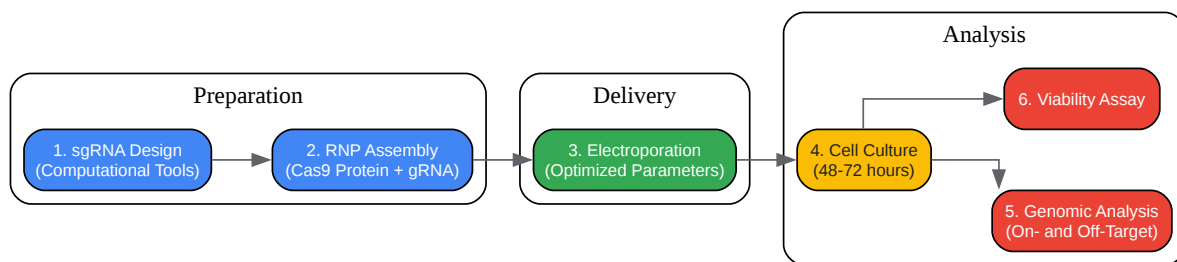 Preparation
1. sgRNA Design
(Computational Tools)
2. RNP Assembly
(Cas9 Protein + gRNA)
Delivery
3. Electroporation
(Optimized Parameters)
Analysis
4. Cell Culture
(48-72 hours)
6. Viability Assay
5. Genomic Analysis
(On- and Off-Target)